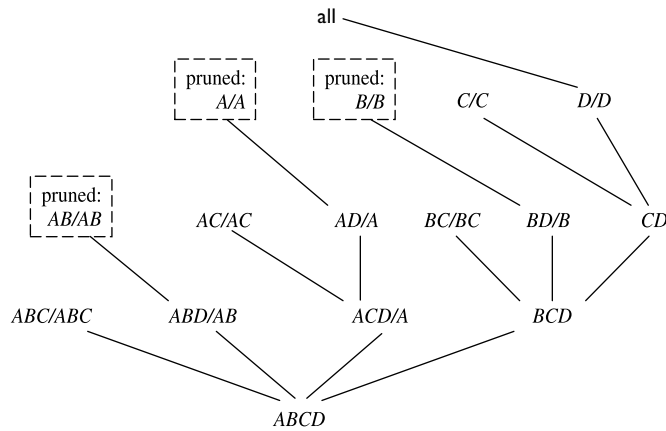 all
pruned:
A/A
pruned:
B/B
C/C
D/D
pruned:
AB/AB
AC/AC
AD/A
BC/BC
BD/B
CD
ABC/ABC
ABD/AB
ACD/A
BCD
ABCD